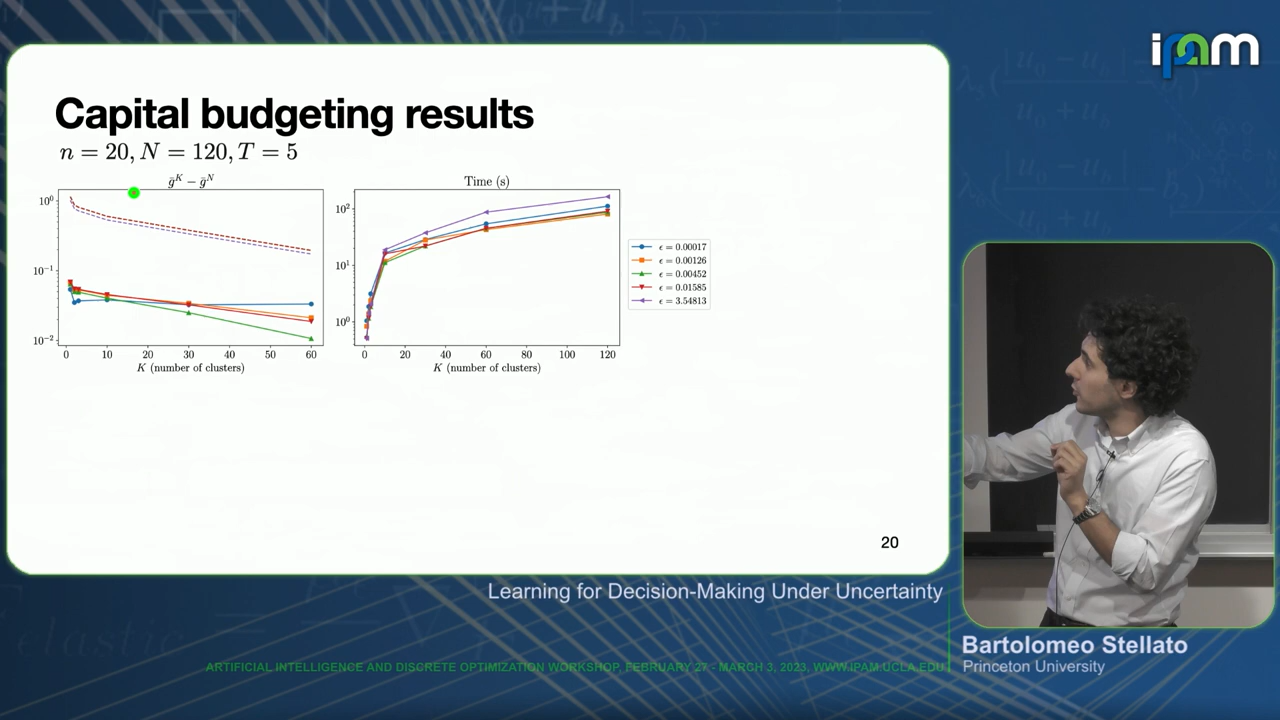 ipam
Capital budgeting results
n = 20, N = 120, T = 5
ḡ^K − ḡ^N
10^0
10^-1
10^-2
0 10 20 30 40 50 60
K (number of clusters)
Time (s)
10^2
10^1
10^0
0 20 40 60 80 100 120
K (number of clusters)
ϵ = 0.00017
ϵ = 0.00126
ϵ = 0.00452
ϵ = 0.01585
ϵ = 3.54813
20
Learning for Decision-Making Under Uncertainty
Bartolomeo Stellato
Princeton University
ARTIFICIAL INTELLIGENCE AND DISCRETE OPTIMIZATION WORKSHOP, FEBRUARY 27 - MARCH 3, 2023, WWW.IPAM.UCLA.EDU
elastic